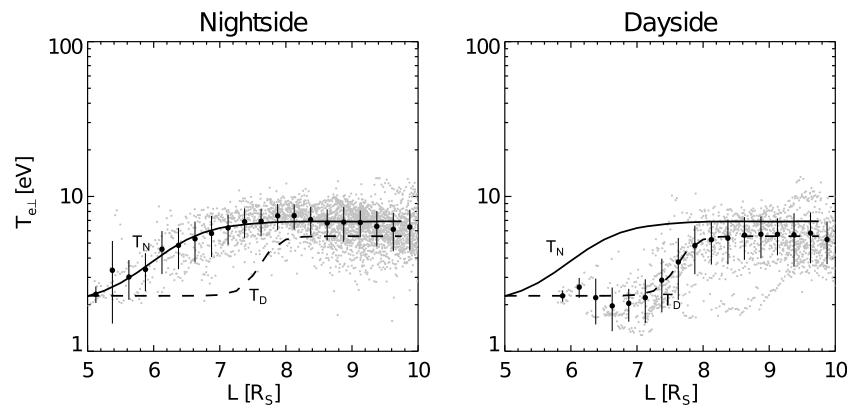 Nightside
Dayside
100
10
1
T_N
T_D
T_e⊥ [eV]
5 6 7 8 9 10
L [R_S]
100
10
1
T_N
T_D
5 6 7 8 9 10
L [R_S]